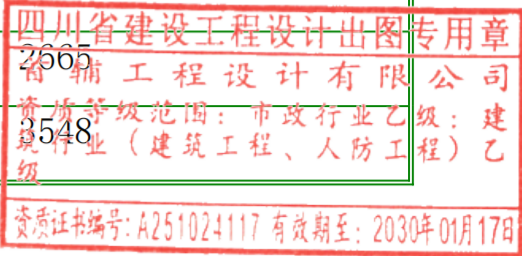 四川省建设工程设计出图专用章
2665
省辅工程设计有限公司
资质等级范围：市政行业乙级：建
3548
筑行业（建筑工程、人防工程）乙
级
资质证书编号：A251024117 有效期至：2030年01月17日